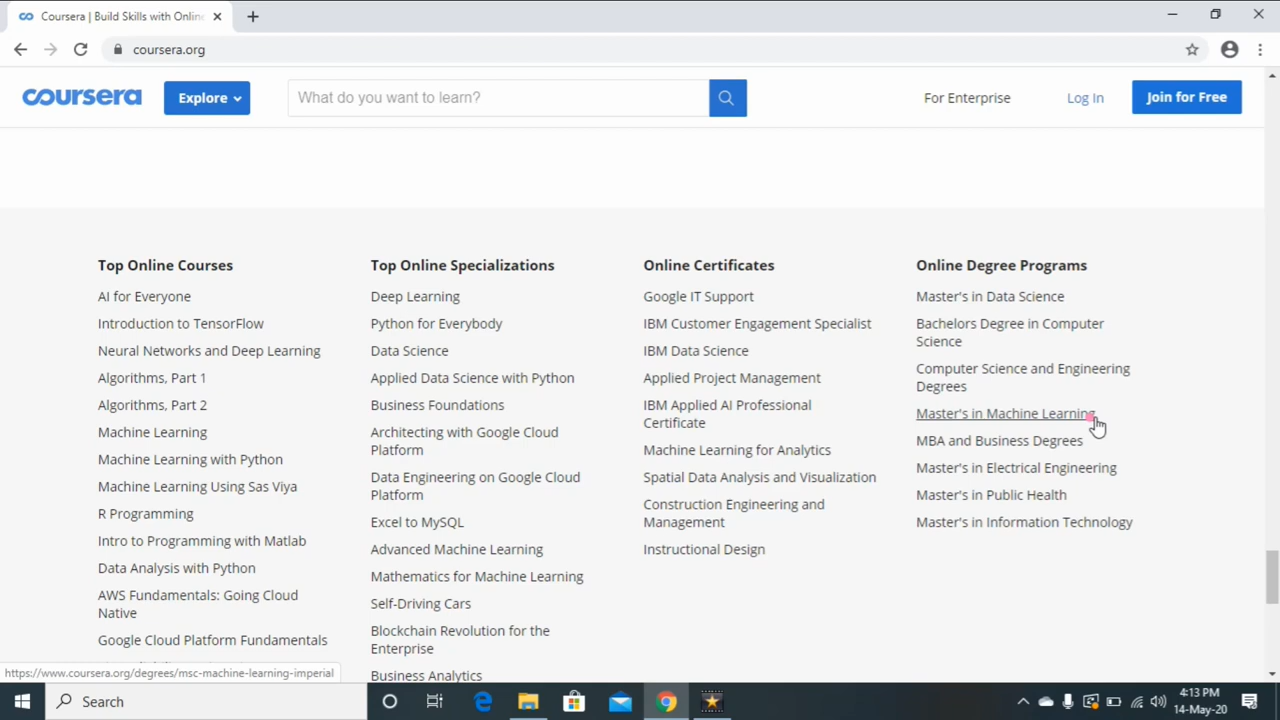 Coursera | Build Skills with Online
coursera.org
coursera
Explore
What do you want to learn?
For Enterprise
Log In
Join for Free
Top Online Courses
AI for Everyone
Introduction to TensorFlow
Neural Networks and Deep Learning
Algorithms, Part 1
Algorithms, Part 2
Machine Learning
Machine Learning with Python
Machine Learning Using Sas Viya
R Programming
Intro to Programming with Matlab
Data Analysis with Python
AWS Fundamentals: Going Cloud
Native
Google Cloud Platform Fundamentals
Top Online Specializations
Deep Learning
Python for Everybody
Data Science
Applied Data Science with Python
Business Foundations
Architecting with Google Cloud
Platform
Data Engineering on Google Cloud
Platform
Excel to MySQL
Advanced Machine Learning
Mathematics for Machine Learning
Self-Driving Cars
Blockchain Revolution for the
Enterprise
Business Analytics
Online Certificates
Google IT Support
IBM Customer Engagement Specialist
IBM Data Science
Applied Project Management
IBM Applied AI Professional
Certificate
Machine Learning for Analytics
Spatial Data Analysis and Visualization
Construction Engineering and
Management
Instructional Design
Online Degree Programs
Master's in Data Science
Bachelors Degree in Computer
Science
Computer Science and Engineering
Degrees
Master's in Machine Learning
MBA and Business Degrees
Master's in Electrical Engineering
Master's in Public Health
Master's in Information Technology
https://www.coursera.org/degrees/msc-machine-learning-imperial
Search
4:13 PM
14-May-20